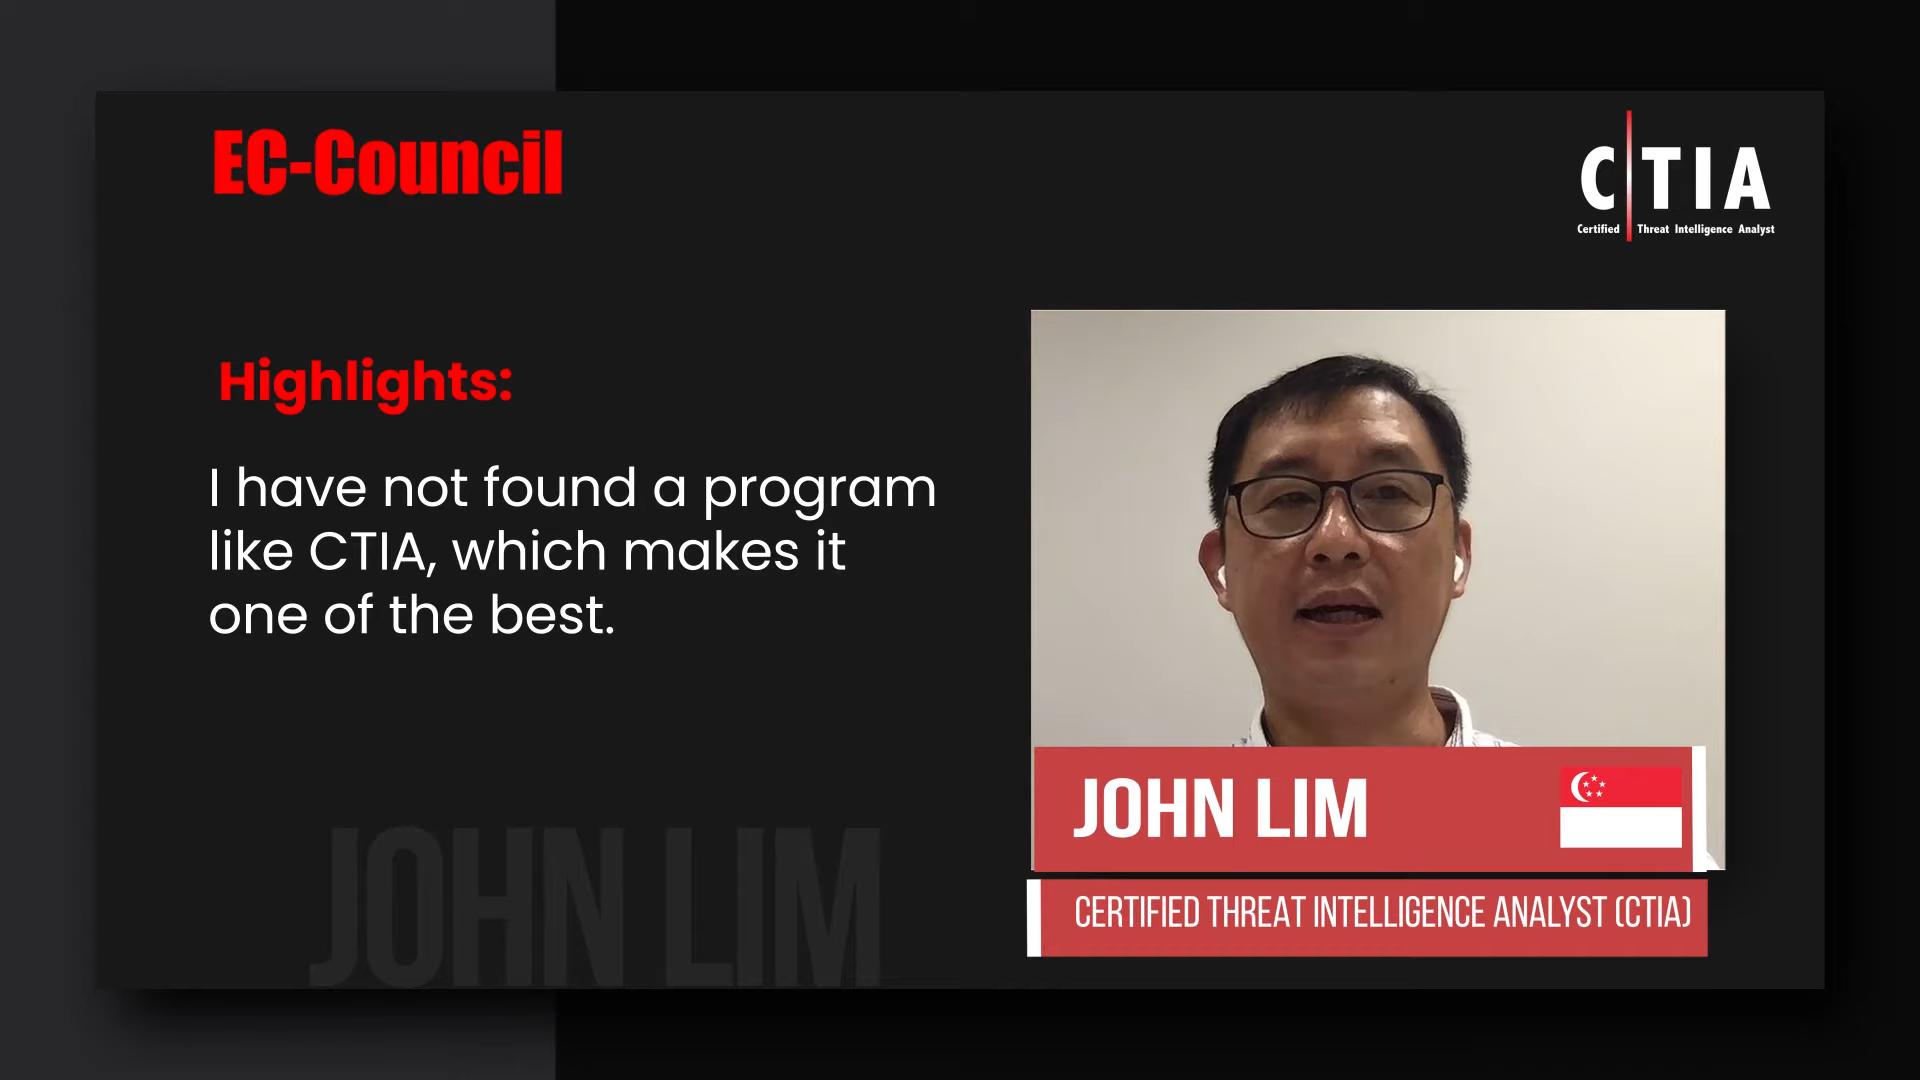 EC-Council
C|TIA
Certified Threat Intelligence Analyst
Highlights:
I have not found a program
like CTIA, which makes it
one of the best.
JOHN LIM
CERTIFIED THREAT INTELLIGENCE ANALYST (CTIA)
JOHN LIM